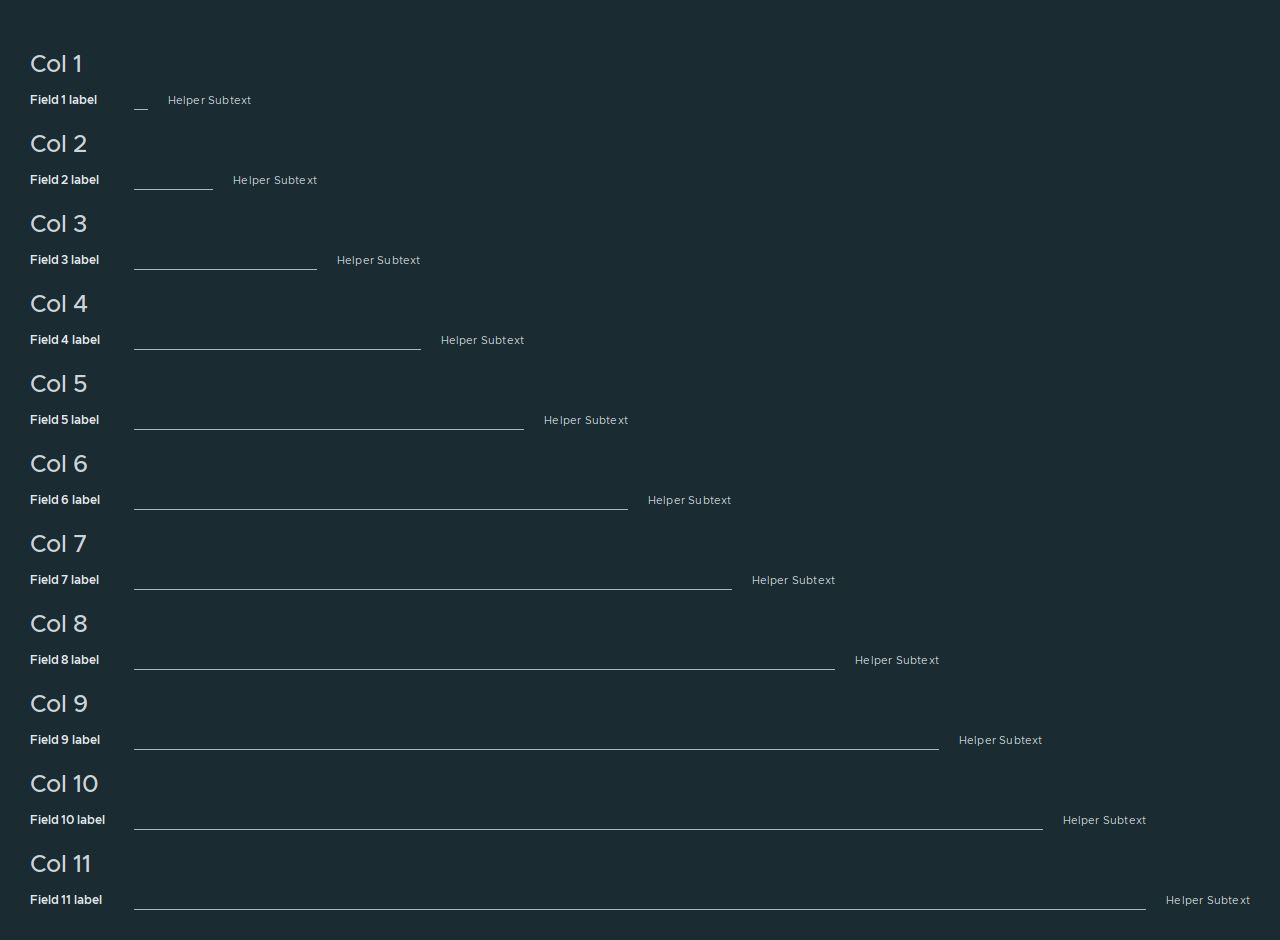 Col 1
Field 1 label Helper Subtext
Col 2
Field 2 label Helper Subtext
Col 3
Field 3 label Helper Subtext
Col 4
Field 4 label Helper Subtext
Col 5
Field 5 label Helper Subtext
Col 6
Field 6 label Helper Subtext
Col 7
Field 7 label Helper Subtext
Col 8
Field 8 label Helper Subtext
Col 9
Field 9 label Helper Subtext
Col 10
Field 10 label Helper Subtext
Col 11
Field 11 label Helper Subtext